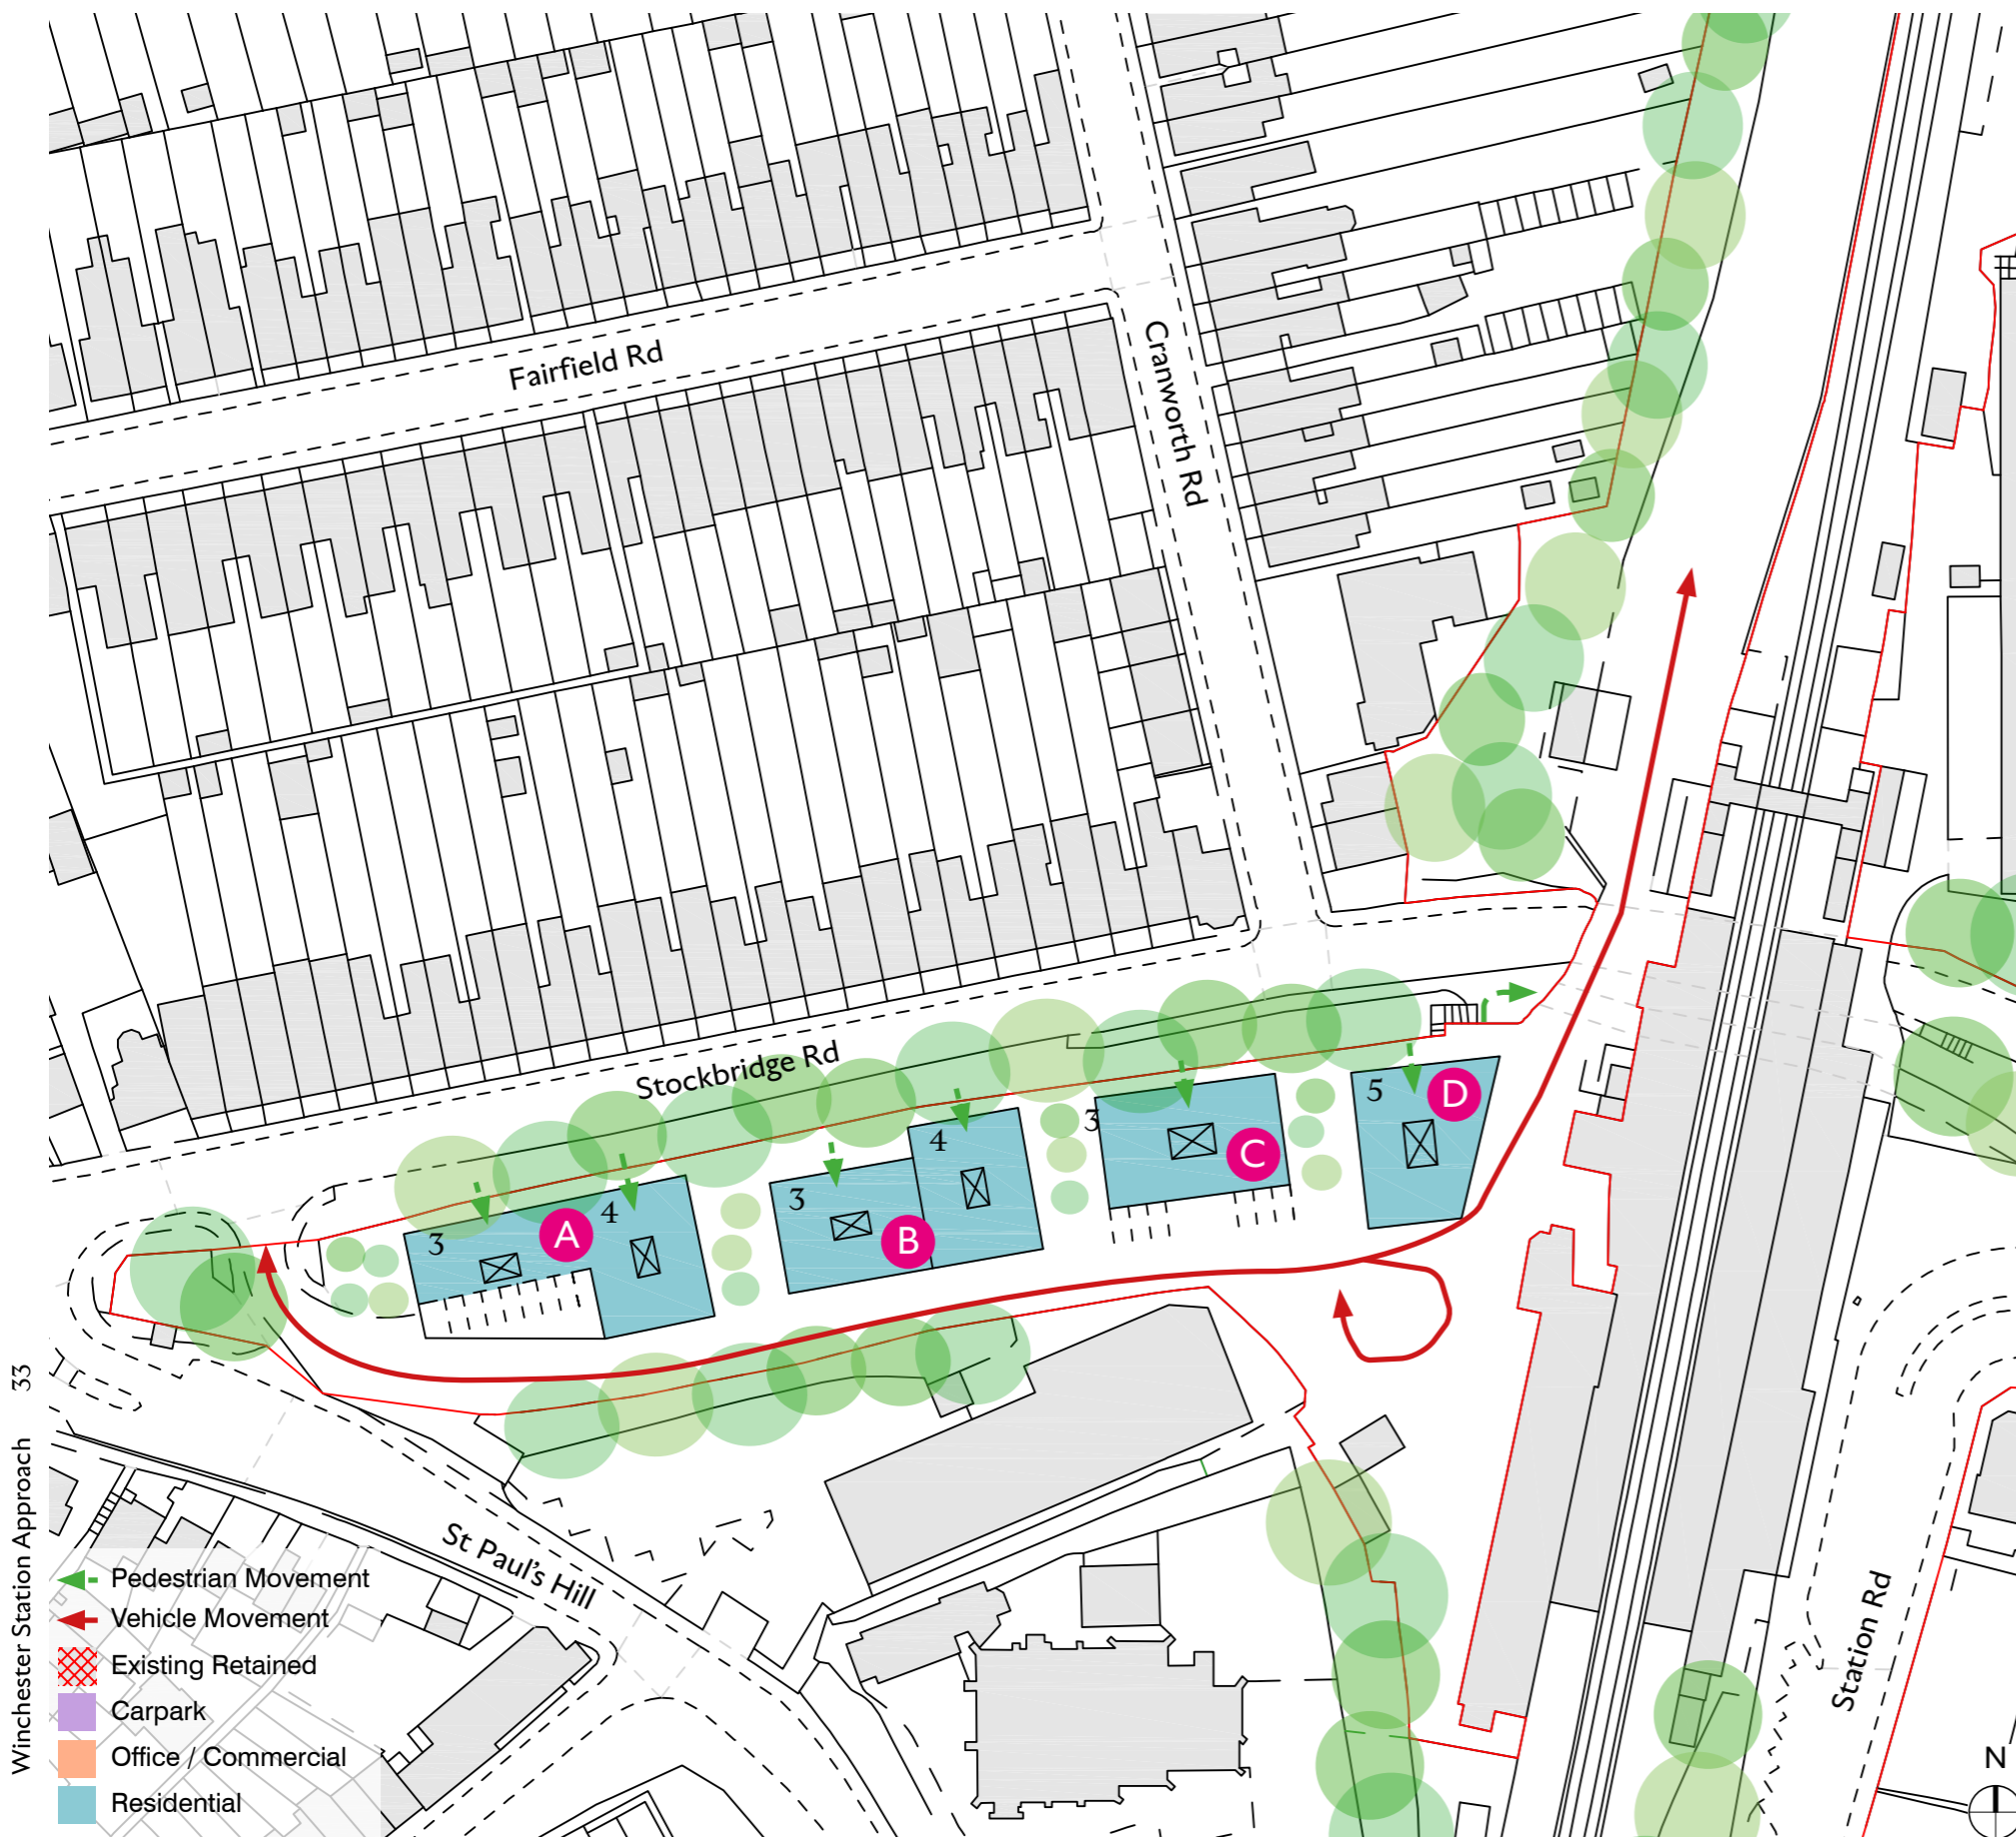 Fairfield Rd
Cranworth Rd
Stockbridge Rd
5
D
4
3
C
3
B
4
A
3
St Paul's Hill
Station Rd
N
Winchester Station Approach 33
Pedestrian Movement
Vehicle Movement
Existing Retained
Carpark
Office / Commercial
Residential